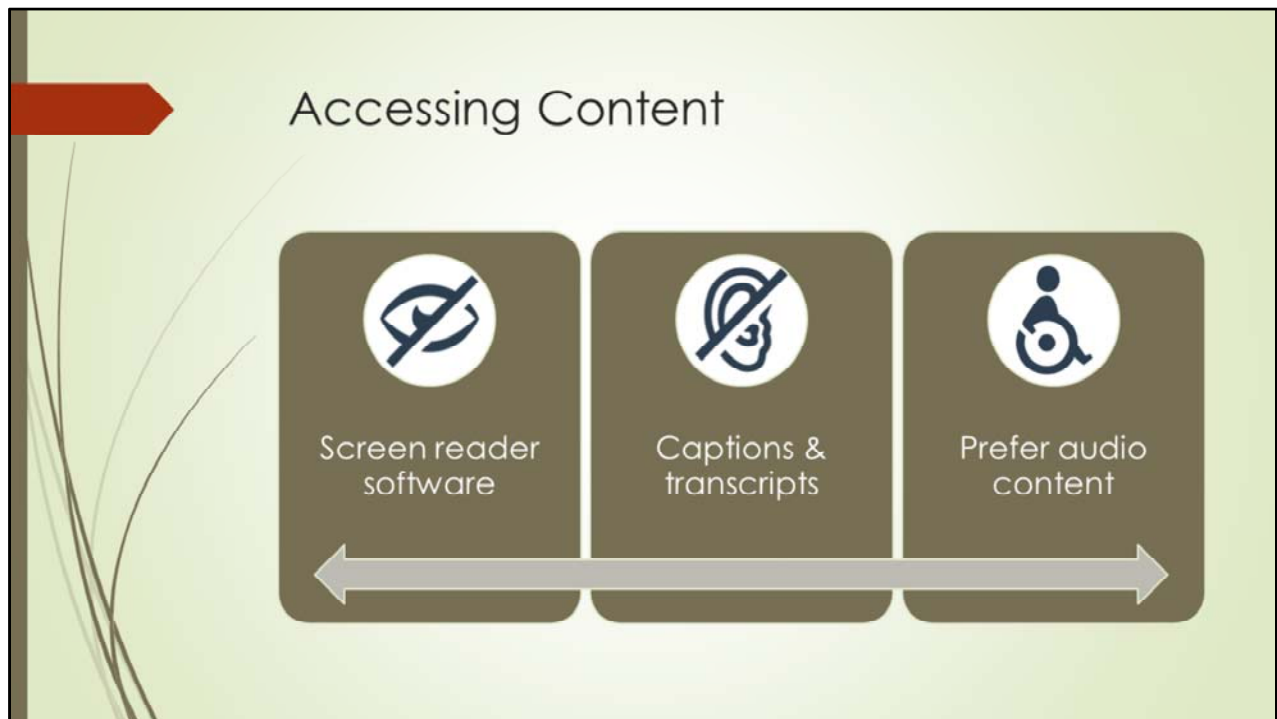 Accessing Content
Screen reader
software
Captions &
transcripts
Prefer audio
content